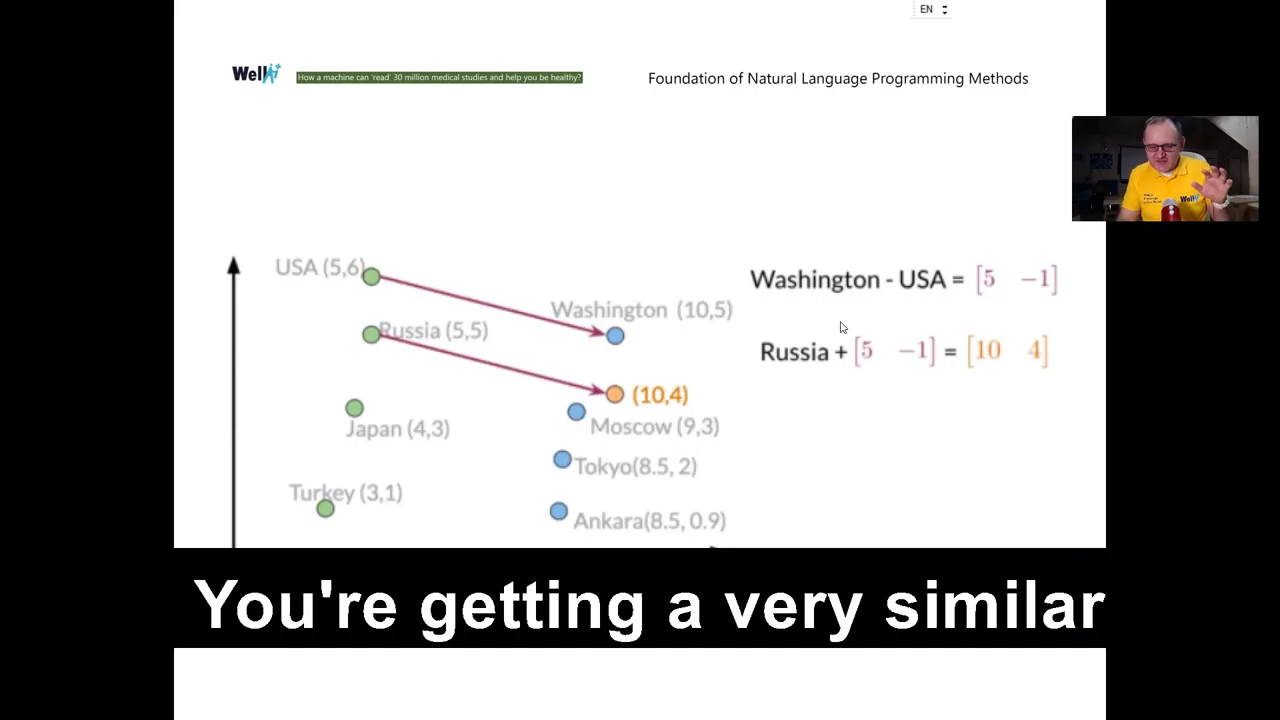 EN
Well
How a machine can 'read' 30 million medical studies and help you be healthy?
Foundation of Natural Language Programming Methods
USA (5,6)
Washington (10,5)
Russia (5,5)
(10,4)
Japan (4,3)
Moscow (9,3)
Tokyo(8.5, 2)
Turkey (3,1)
Ankara(8.5, 0.9)
Washington - USA = [5 −1]
Russia + [5 −1] = [10 4]
Well
You're getting a very similar